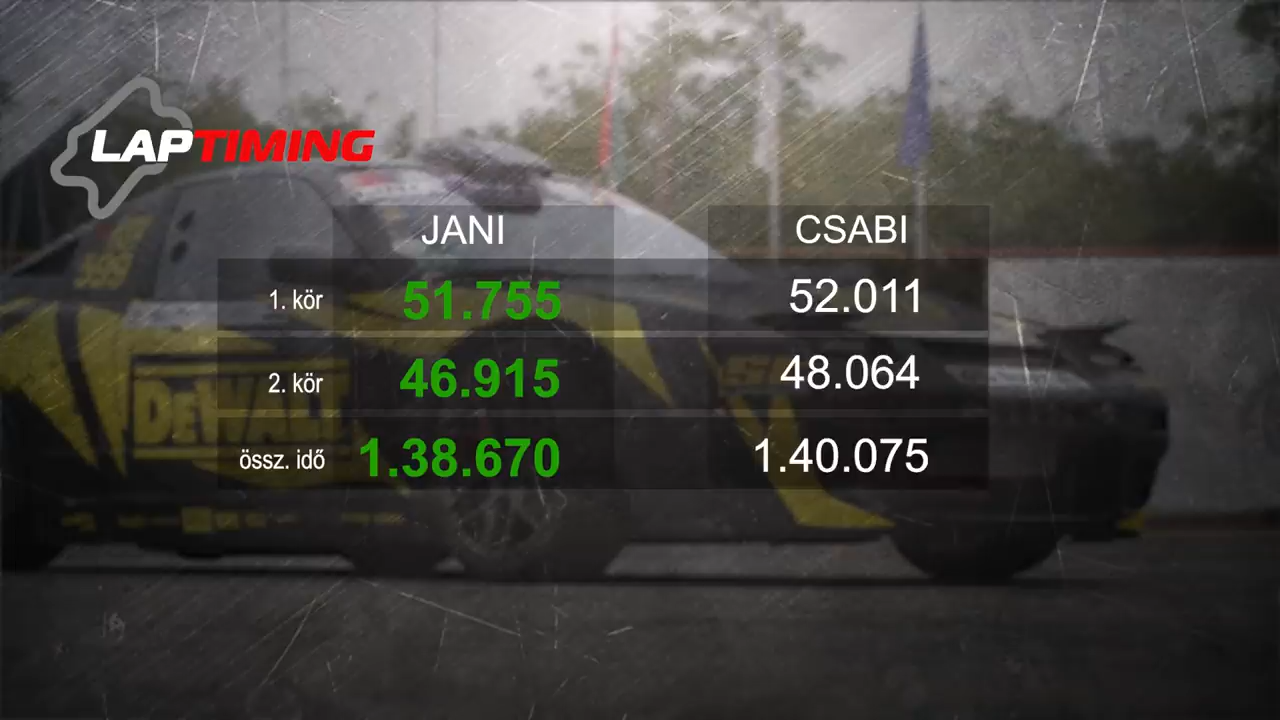 LAPTIMING
JANI CSABI
1. kör 51.755 52.011
2. kör 46.915 48.064
össz. idő 1.38.670 1.40.075
DEWALT